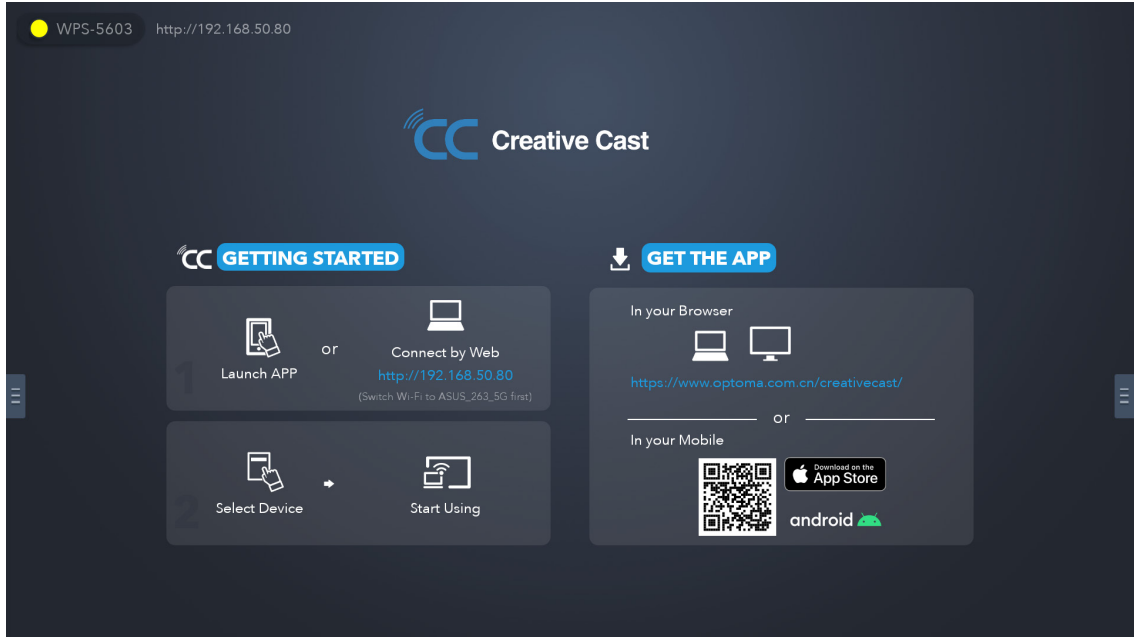 WPS-5603 http://192.168.50.80
CC Creative Cast
CC GETTING STARTED
1
Launch APP
or
Connect by Web
http://192.168.50.80
(Switch Wi-Fi to ASUS_263_5G first)
2
Select Device
Start Using
GET THE APP
In your Browser
https://www.optoma.com.cn/creativecast/
or
In your Mobile
Download on the
App Store
android